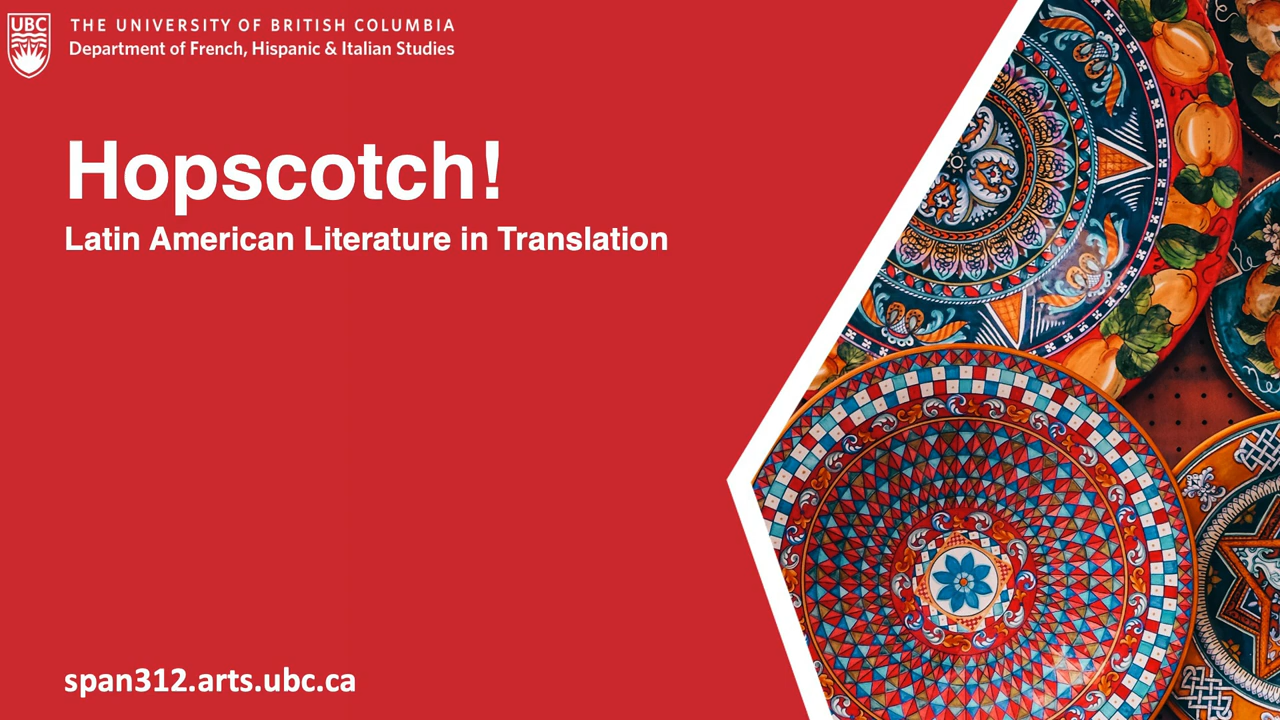 UBC
THE UNIVERSITY OF BRITISH COLUMBIA
Department of French, Hispanic & Italian Studies
Hopscotch!
Latin American Literature in Translation
span312.arts.ubc.ca